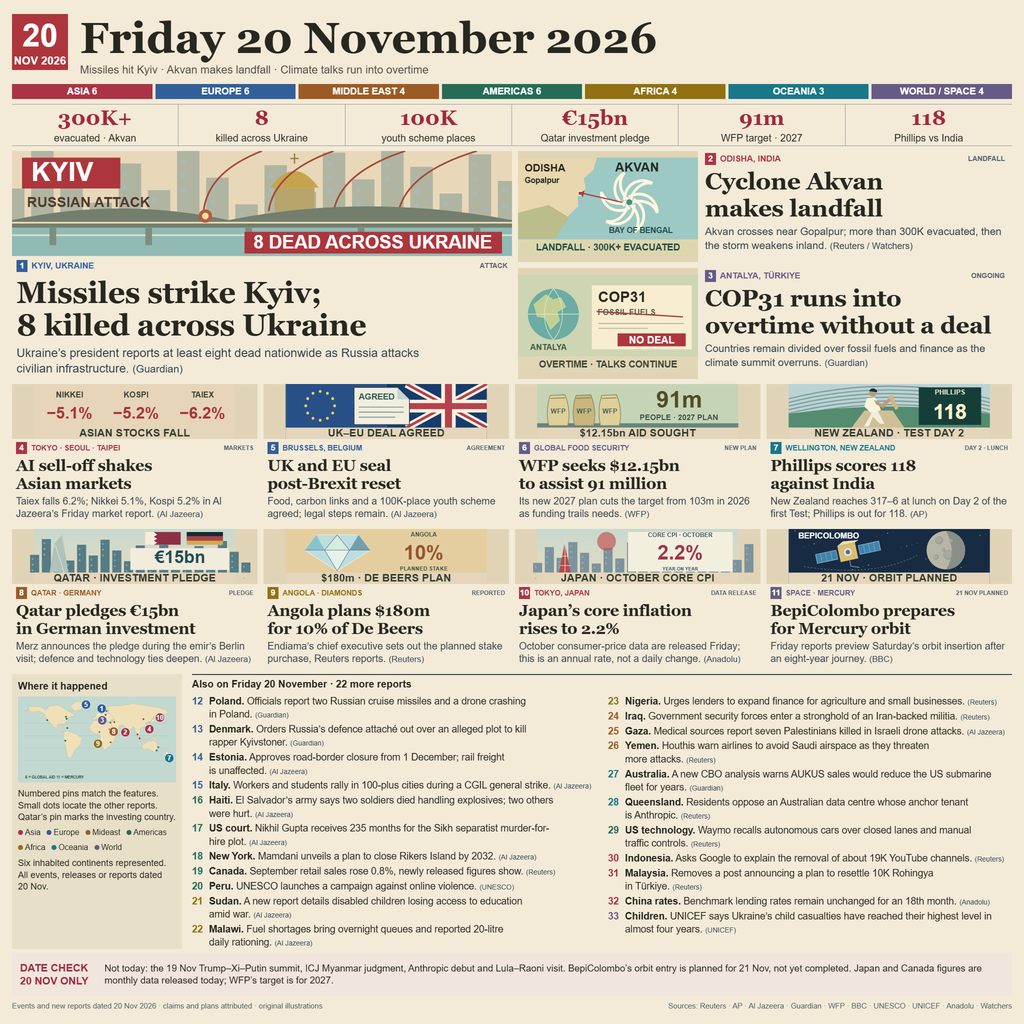 20
NOV 2026
Friday 20 November 2026
Missiles hit Kyiv · Akvan makes landfall · Climate talks run into overtime
ASIA 6
EUROPE 6
MIDDLE EAST 4
AMERICAS 6
AFRICA 4
OCEANIA 3
WORLD / SPACE 4
300K+
evacuated · Akvan
8
killed across Ukraine
100K
youth scheme places
€15bn
Qatar investment pledge
91m
WFP target · 2027
118
Phillips vs India
KYIV
RUSSIAN ATTACK
8 DEAD ACROSS UKRAINE
1 KYIV, UKRAINE
ATTACK
Missiles strike Kyiv;
8 killed across Ukraine
Ukraine's president reports at least eight dead nationwide as Russia attacks
civilian infrastructure. (Guardian)
ODISHA
Gopalpur
AKVAN
BAY OF BENGAL
LANDFALL · 300K+ EVACUATED
2 ODISHA, INDIA
LANDFALL
Cyclone Akvan
makes landfall
Akvan crosses near Gopalpur; more than 300K evacuated, then
the storm weakens inland. (Reuters / Watchers)
COP31
FOSSIL FUELS
NO DEAL
ANTALYA
OVERTIME · TALKS CONTINUE
3 ANTALYA, TÜRKIYE
ONGOING
COP31 runs into
overtime without a deal
Countries remain divided over fossil fuels and finance as the
climate summit overruns. (Guardian)
NIKKEI KOSPI TAIEX
−5.1% −5.2% −6.2%
ASIAN STOCKS FALL
4 TOKYO · SEOUL · TAIPEI
MARKETS
AI sell-off shakes
Asian markets
Taiex falls 6.2%; Nikkei 5.1%, Kospi 5.2% in Al
Jazeera's Friday market report. (Al Jazeera)
AGREED
UK–EU DEAL AGREED
5 BRUSSELS, BELGIUM
AGREEMENT
UK and EU seal
post-Brexit reset
Food, carbon links and a 100K-place youth scheme
agreed; legal steps remain. (Al Jazeera)
WFP WFP WFP
91m
PEOPLE · 2027 PLAN
$12.15bn AID SOUGHT
6 GLOBAL FOOD SECURITY
NEW PLAN
WFP seeks $12.15bn
to assist 91 million
Its new 2027 plan cuts the target from 103m in 2026
as funding trails needs. (WFP)
PHILLIPS
118
NEW ZEALAND · TEST DAY 2
7 WELLINGTON, NEW ZEALAND
DAY 2 · LUNCH
Phillips scores 118
against India
New Zealand reaches 317–6 at lunch on Day 2 of the
first Test; Phillips is out for 118. (AP)
€15bn
QATAR · INVESTMENT PLEDGE
8 QATAR · GERMANY
PLEDGE
Qatar pledges €15bn
in German investment
Merz announces the pledge during the emir's Berlin
visit; defence and technology ties deepen. (Al Jazeera)
ANGOLA
10%
PLANNED STAKE
$180m · DE BEERS PLAN
9 ANGOLA · DIAMONDS
REPORTED
Angola plans $180m
for 10% of De Beers
Endiama's chief executive sets out the planned stake
purchase, Reuters reports. (Reuters)
CORE CPI · OCTOBER
2.2%
YEAR ON YEAR
JAPAN · OCTOBER CORE CPI
10 TOKYO, JAPAN
DATA RELEASE
Japan's core inflation
rises to 2.2%
October consumer-price data are released Friday;
this is an annual rate, not a daily change. (Anadolu)
BEPICOLOMBO
21 NOV · ORBIT PLANNED
11 SPACE · MERCURY
21 NOV PLANNED
BepiColombo prepares
for Mercury orbit
Friday reports preview Saturday's orbit insertion after
an eight-year journey. (BBC)
Where it happened
5 1 3 8 2 4 10 9 7
6 = GLOBAL AID 11 = MERCURY
Numbered pins match the features.
Small dots locate the other reports.
Qatar's pin marks the investing country.
Asia Europe Mideast Americas
Africa Oceania World
Six inhabited continents represented.
All events, releases or reports dated
20 Nov.
Also on Friday 20 November · 22 more reports
12 Poland. Officials report two Russian cruise missiles and a drone crashing
in Poland. (Guardian)
13 Denmark. Orders Russia's defence attaché out over an alleged plot to kill
rapper Kyivstoner. (Guardian)
14 Estonia. Approves road-border closure from 1 December; rail freight
is unaffected. (Al Jazeera)
15 Italy. Workers and students rally in 100-plus cities during a CGIL general strike. (Al Jazeera)
16 Haiti. El Salvador's army says two soldiers died handling explosives; two others
were hurt. (Al Jazeera)
17 US court. Nikhil Gupta receives 235 months for the Sikh separatist murder-for-
hire plot. (Al Jazeera)
18 New York. Mamdani unveils a plan to close Rikers Island by 2032. (Al Jazeera)
19 Canada. September retail sales rose 0.8%, newly released figures show. (Reuters)
20 Peru. UNESCO launches a campaign against online violence. (UNESCO)
21 Sudan. A new report details disabled children losing access to education
amid war. (Al Jazeera)
22 Malawi. Fuel shortages bring overnight queues and reported 20-litre
daily rationing. (Al Jazeera)
23 Nigeria. Urges lenders to expand finance for agriculture and small businesses. (Reuters)
24 Iraq. Government security forces enter a stronghold of an Iran-backed militia. (Reuters)
25 Gaza. Medical sources report seven Palestinians killed in Israeli drone attacks. (Al Jazeera)
26 Yemen. Houthis warn airlines to avoid Saudi airspace as they threaten
more attacks. (Reuters)
27 Australia. A new CBO analysis warns AUKUS sales would reduce the US submarine
fleet for years. (Guardian)
28 Queensland. Residents oppose an Australian data centre whose anchor tenant
is Anthropic. (Reuters)
29 US technology. Waymo recalls autonomous cars over closed lanes and manual
traffic controls. (Reuters)
30 Indonesia. Asks Google to explain the removal of about 19K YouTube channels. (Reuters)
31 Malaysia. Removes a post announcing a plan to resettle 10K Rohingya
in Türkiye. (Reuters)
32 China rates. Benchmark lending rates remain unchanged for an 18th month. (Anadolu)
33 Children. UNICEF says Ukraine's child casualties have reached their highest level in
almost four years. (UNICEF)
DATE CHECK
20 NOV ONLY
Not today: the 19 Nov Trump–Xi–Putin summit, ICJ Myanmar judgment, Anthropic debut and Lula–Raoni visit. BepiColombo's orbit entry is planned for 21 Nov, not yet completed. Japan and Canada figures are
monthly data released today; WFP's target is for 2027.
Events and new reports dated 20 Nov 2026 · claims and plans attributed · original illustrations
Sources: Reuters · AP · Al Jazeera · Guardian · WFP · BBC · UNESCO · UNICEF · Anadolu · Watchers